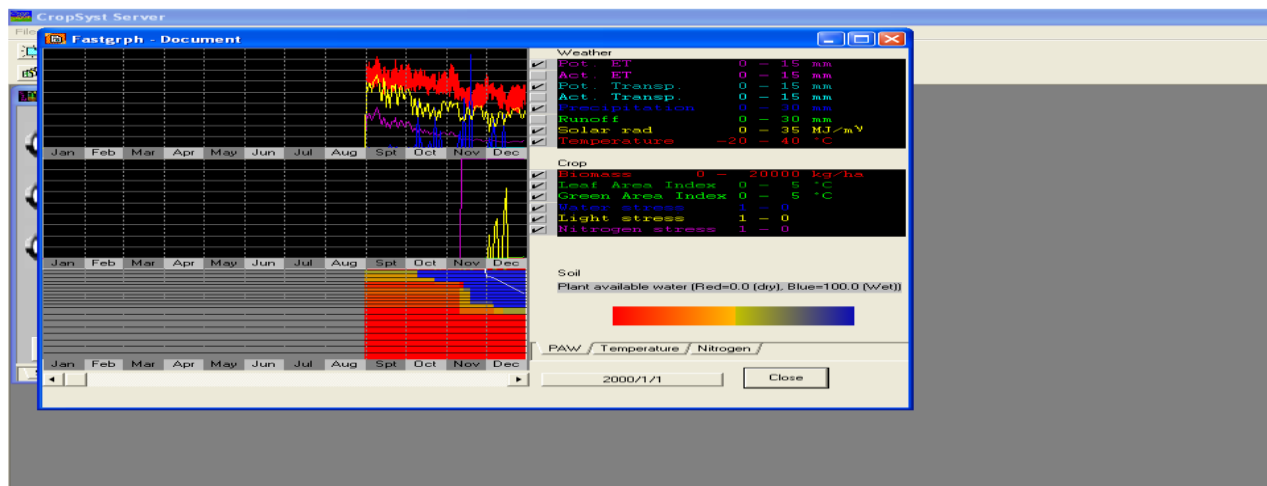 CropSyst Server
File
Fastgrph - Document
Weather
Pot. ET 0 - 15 mm
Act. ET 0 - 15 mm
Pot. Transp. 0 - 15 mm
Act. Transp. 0 - 15 mm
Precipitation 0 - 30 mm
Runoff 0 - 30 mm
Solar rad 0 - 35 MJ/m
Temperature -20 - 40 °C
Jan Feb Mar Apr May Jun Jul Aug Spt Oct Nov Dec
Crop
Biomass 0 - 20000 kg/ha
Leaf Area Index 0 - 5 °C
Green Area Index 0 - 5 °C
Water stress 1 - 0
Light stress 1 - 0
Nitrogen stress 1 - 0
Jan Feb Mar Apr May Jun Jul Aug Spt Oct Nov Dec
Soil
Plant available water (Red=0.0 (dry), Blue=100.0 (Wet))
PAW / Temperature / Nitrogen /
Jan Feb Mar Apr May Jun Jul Aug Spt Oct Nov Dec
2000/1/1 Close